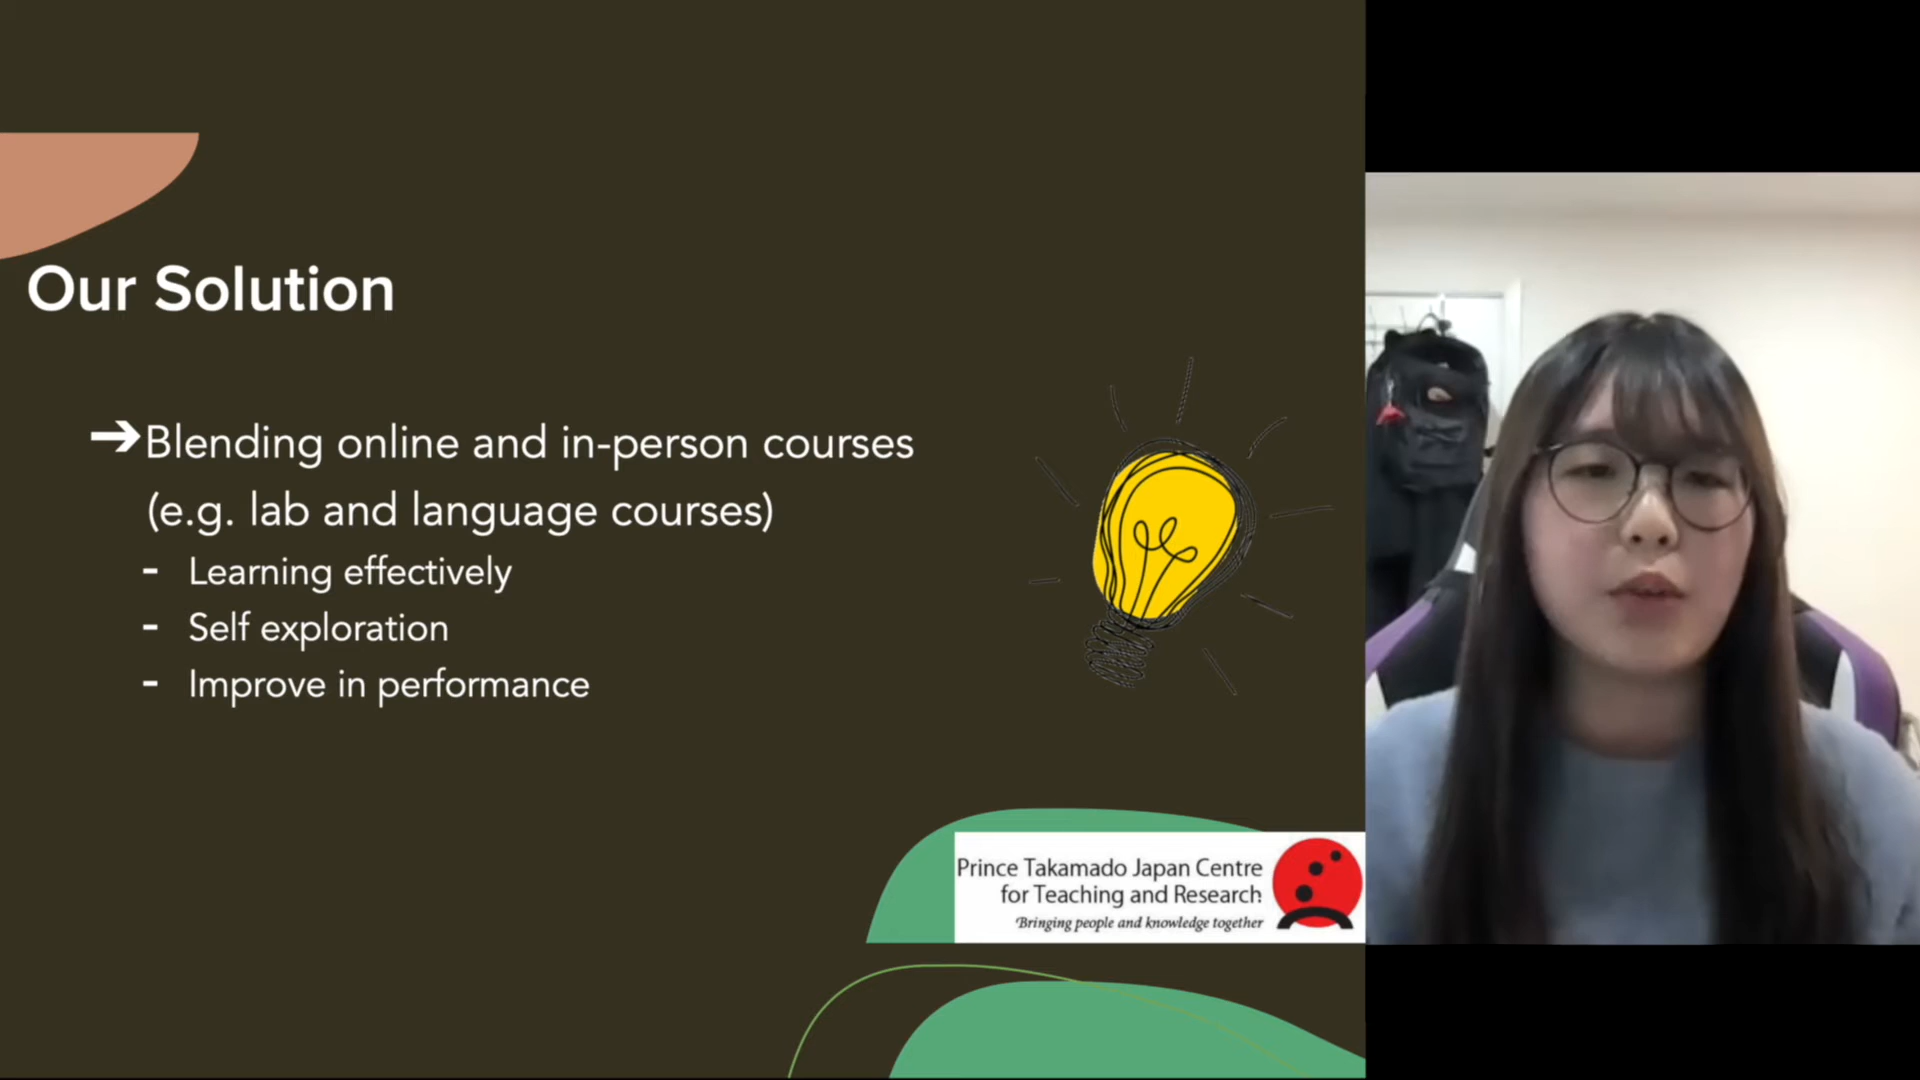 Our Solution
➔Blending online and in-person courses
(e.g. lab and language courses)
- Learning effectively
- Self exploration
- Improve in performance
Prince Takamado Japan Centre
for Teaching and Research
Bringing people and knowledge together